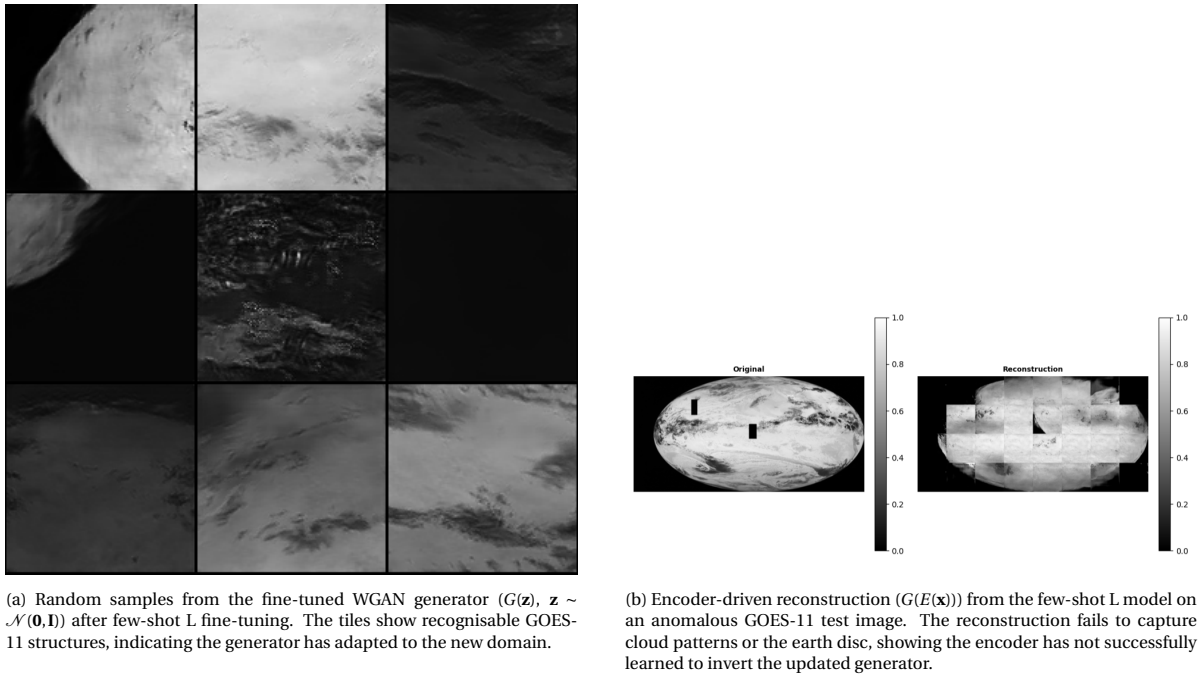 Original
1.0
0.8
0.6
0.4
0.2
0.0
Reconstruction
1.0
0.8
0.6
0.4
0.2
0.0
(a) Random samples from the fine-tuned WGAN generator (G(𝐳), 𝐳 ∼
𝒩(𝟎, 𝐈)) after few-shot L fine-tuning. The tiles show recognisable GOES-
11 structures, indicating the generator has adapted to the new domain.
(b) Encoder-driven reconstruction (G(E(𝐱))) from the few-shot L model on
an anomalous GOES-11 test image. The reconstruction fails to capture
cloud patterns or the earth disc, showing the encoder has not successfully
learned to invert the updated generator.